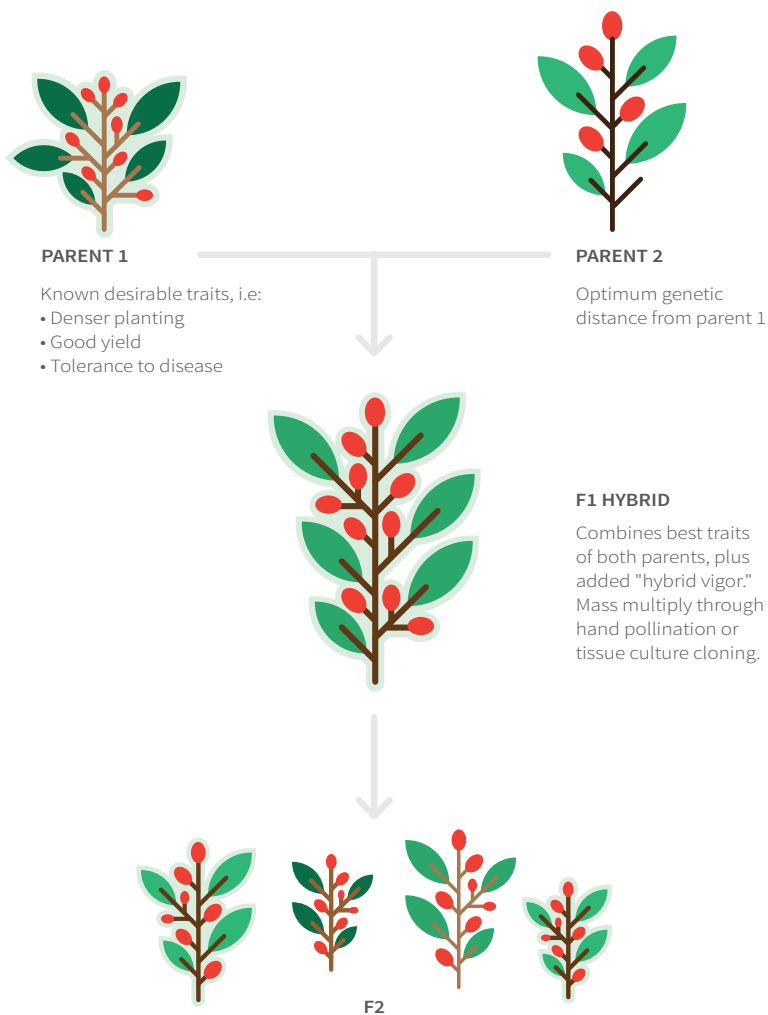 PARENT 1
Known desirable traits, i.e:
• Denser planting
• Good yield
• Tolerance to disease
PARENT 2
Optimum genetic
distance from parent 1
F1 HYBRID
Combines best traits
of both parents, plus
added "hybrid vigor."
Mass multiply through
hand pollination or
tissue culture cloning.
F2